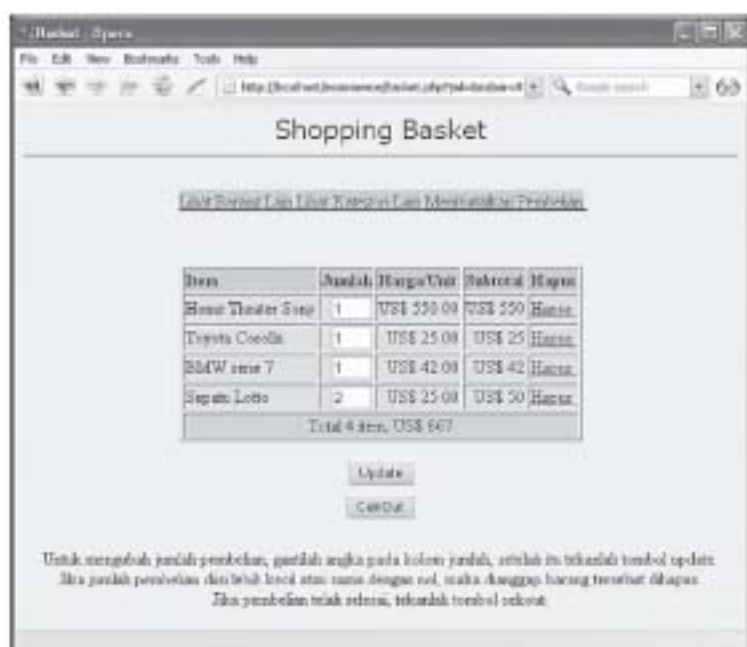 Basket - Opera
File Edit View Bookmarks Tools Help
Google search
Shopping Basket
Lihat Barang Lain Lihat Kategori Lain Membatalkan Pembelian
Item Jumlah Harga/Unit Subtotal Hapus
Home Theater Sony 1 US$ 550.00 US$ 550 Hapus
Toyota Corolla 1 US$ 25.00 US$ 25 Hapus
BMW serie 7 1 US$ 42.00 US$ 42 Hapus
Sepatu Lotto 2 US$ 25.00 US$ 50 Hapus
Total 4 item, US$ 667
Update
CekOut
Untuk mengubah jumlah pembelian, gantilah angka pada kolom jumlah, setelah itu tekanlah tombol update.
Jika jumlah pembelian diisi lebih kecil atau sama dengan nol, maka dianggap barang tersebut dihapus
Jika pembelian telah selesai, tekanlah tombol cekout